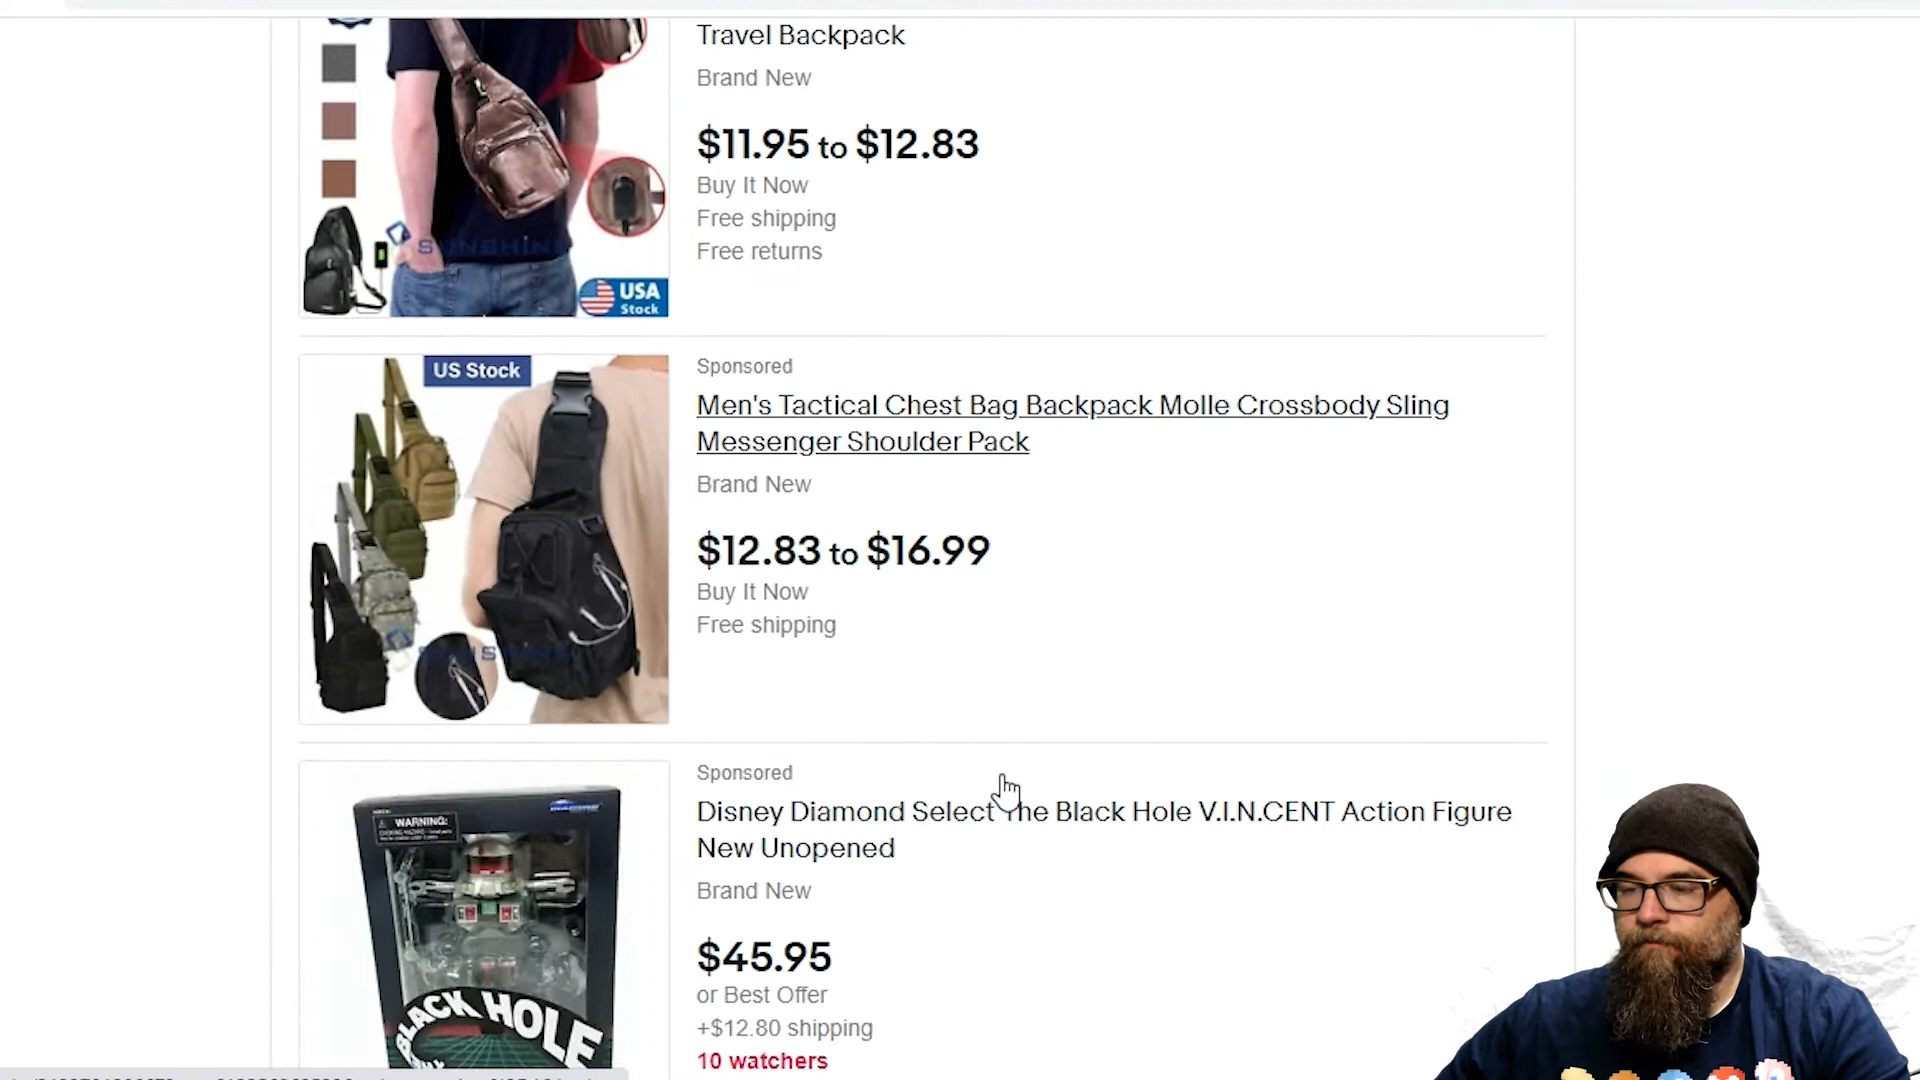 Travel Backpack
Brand New
$11.95 to $12.83
Buy It Now
Free shipping
Free returns
USA
Stock
US Stock
Sponsored
Men's Tactical Chest Bag Backpack Molle Crossbody Sling
Messenger Shoulder Pack
Brand New
$12.83 to $16.99
Buy It Now
Free shipping
Sponsored
Disney Diamond Select The Black Hole V.I.N.CENT Action Figure
New Unopened
Brand New
$45.95
or Best Offer
+$12.80 shipping
10 watchers
WARNING:
BLACK HOLE